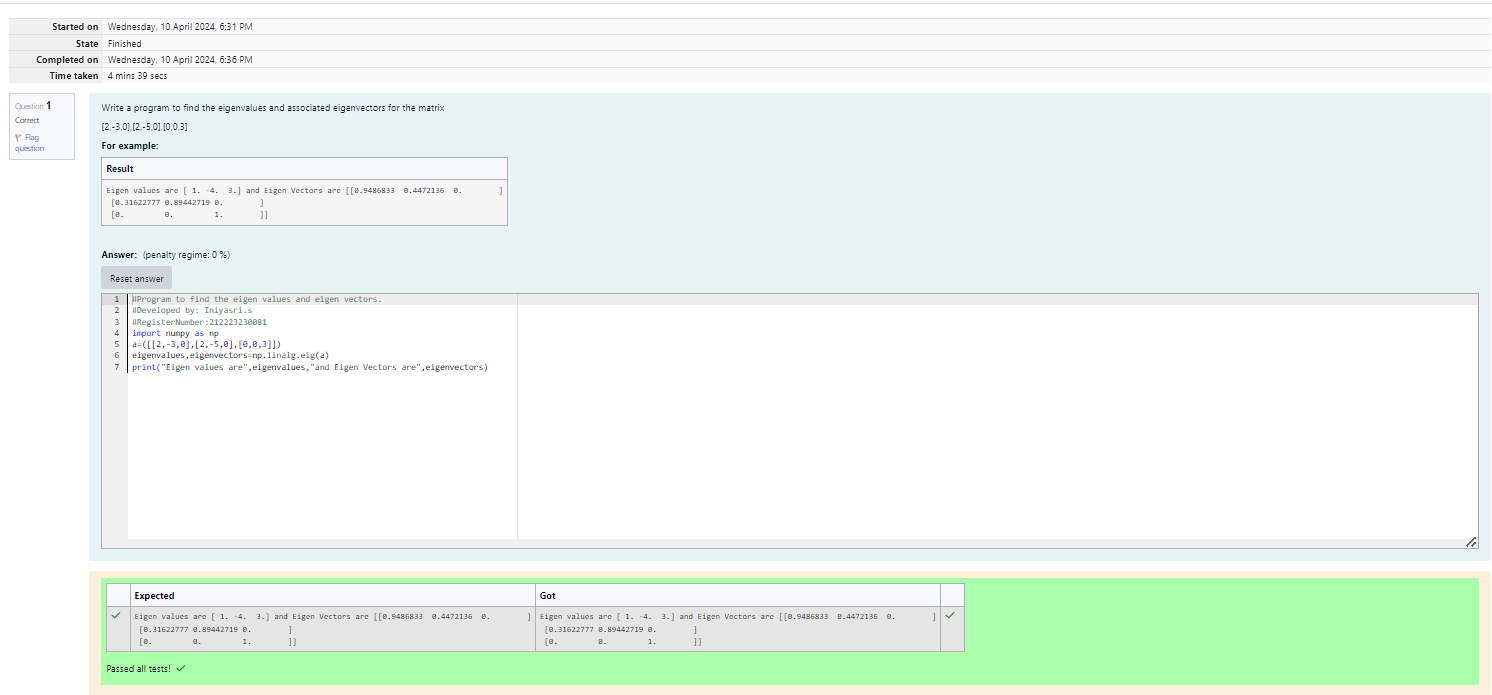 Started on Wednesday, 10 April 2024, 6:31 PM
State Finished
Completed on Wednesday, 10 April 2024, 6:36 PM
Time taken 4 mins 39 secs
Question 1
Correct
Flag
question
Write a program to find the eigenvalues and associated eigenvectors for the matrix
[2,-3,0],[2,-5,0],[0,0,3]
For example:
Result
Eigen values are [ 1. -4.  3.] and Eigen Vectors are [[0.9486833  0.4472136  0.        ]
[0.31622777 0.89442719 0.        ]
[0.         0.         1.        ]]
Answer: (penalty regime: 0 %)
Reset answer
1 #Program to find the eigen values and eigen vectors.
2 #Developed by: Iniyasri.s
3 #RegisterNumber:212223230081
4 import numpy as np
5 a=([[2,-3,0],[2,-5,0],[0,0,3]])
6 eigenvalues,eigenvectors=np.linalg.eig(a)
7 print("Eigen values are",eigenvalues,"and Eigen Vectors are",eigenvectors)
Expected Got
Eigen values are [ 1. -4.  3.] and Eigen Vectors are [[0.9486833  0.4472136  0.        ] Eigen values are [ 1. -4.  3.] and Eigen Vectors are [[0.9486833  0.4472136  0.        ]
[0.31622777 0.89442719 0.        ] [0.31622777 0.89442719 0.        ]
[0.         0.         1.        ]] [0.         0.         1.        ]]
Passed all tests!